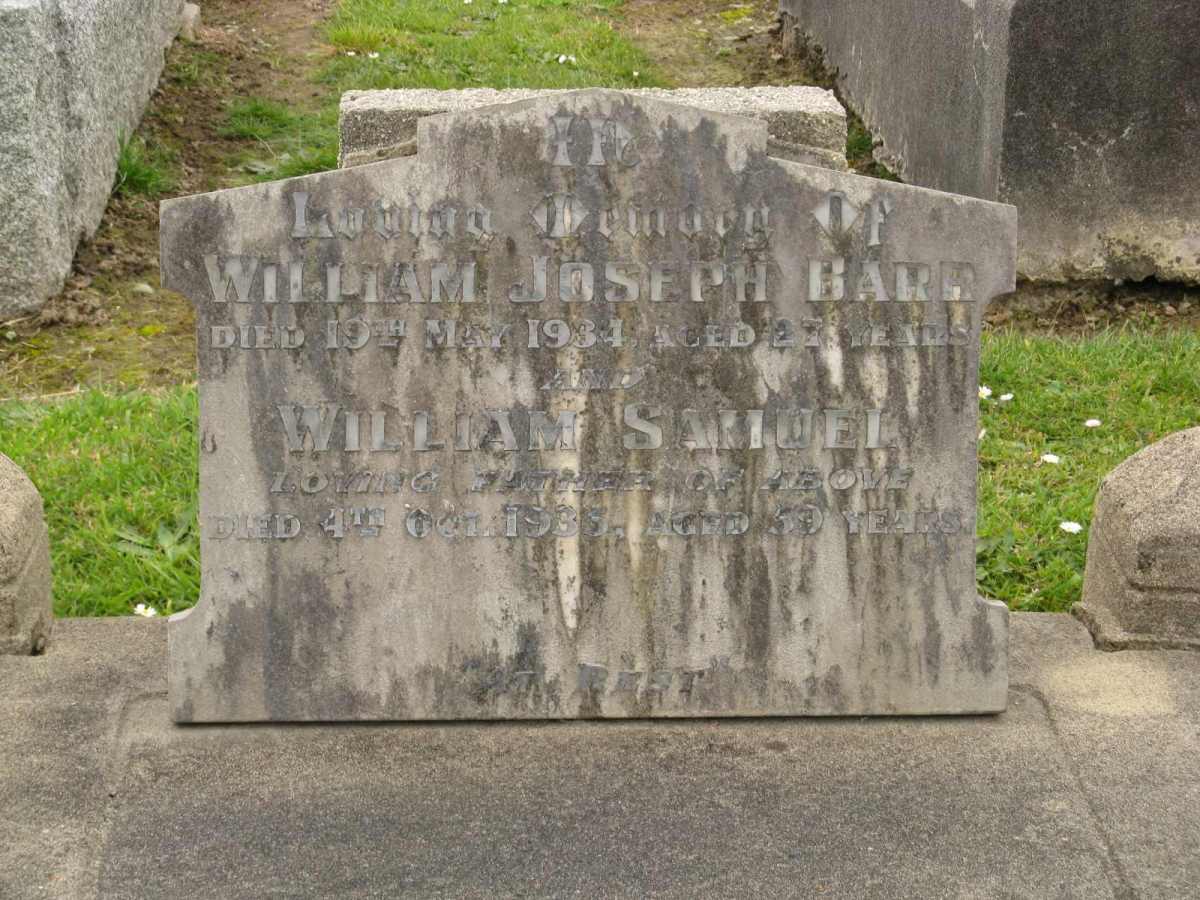 In
Loving Memory Of
WILLIAM JOSEPH BARR
DIED 19TH MAY 1934, AGED 27 YEARS
AND
WILLIAM SAMUEL
LOVING FATHER OF ABOVE
DIED 4TH OCT. 1935, AGED 59 YEARS
"AT REST"